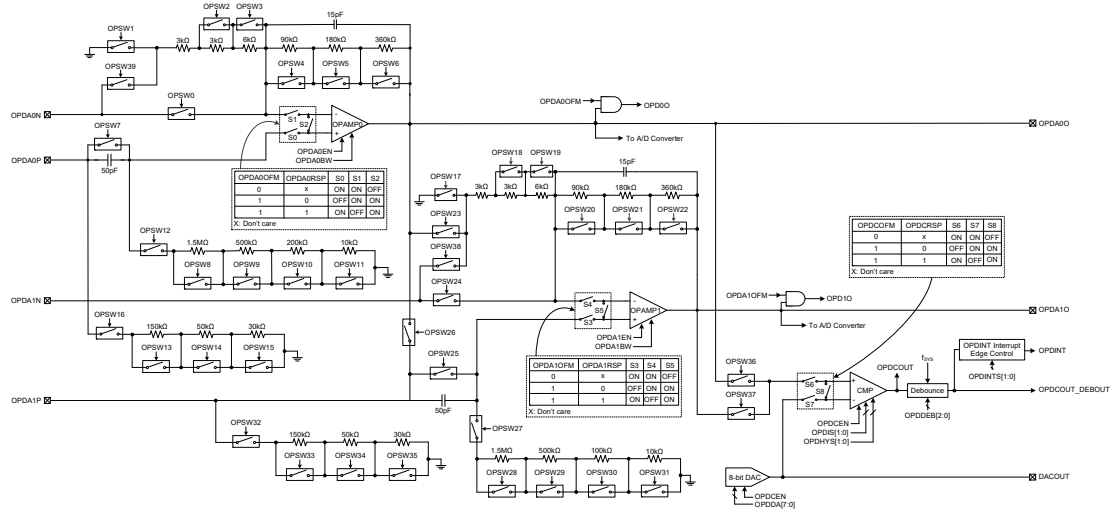 OPSW2 OPSW3
15pF
OPSW1
3kΩ 3kΩ 6kΩ 90kΩ 180kΩ 360kΩ
OPSW39
OPSW4 OPSW5 OPSW6
OPSW0
OPDA0N
S1
S2
S0
-
+
OPAMP0
OPDA0EN
OPDA0BW
OPDA0OFM
OPD0O
To A/D Converter
OPDA0O
OPSW7
OPDA0P
50pF
OPDA0OFM OPDA0RSP S0 S1 S2
0 x ON ON OFF
1 0 OFF ON ON
1 1 ON OFF ON
X: Don't care
OPSW18 OPSW19
15pF
OPSW17
3kΩ 3kΩ 6kΩ 90kΩ 180kΩ 360kΩ
OPSW23
OPSW20 OPSW21 OPSW22
OPSW38
OPSW24
OPSW12
1.5MΩ 500kΩ 200kΩ 10kΩ
OPSW8 OPSW9 OPSW10 OPSW11
OPDCOFM OPDCRSP S6 S7 S8
0 x ON ON OFF
1 0 OFF ON ON
1 1 ON OFF ON
X: Don't care
OPDA1N
S4
S5
S3
-
+
OPAMP1
OPDA1EN
OPDA1BW
OPDA1OFM
OPD1O
To A/D Converter
OPDA1O
OPSW16
150kΩ 50kΩ 30kΩ
OPSW13 OPSW14 OPSW15
OPSW26
OPSW25
OPDA1OFM OPDA1RSP S3 S4 S5
0 x ON ON OFF
1 0 OFF ON ON
1 1 ON OFF ON
X: Don't care
OPSW36
OPSW37
S6
S8
S7
+
-
CMP
OPDCOUT
fSYS
Debounce
OPDDEB[2:0]
OPDINT Interrupt
Edge Control
OPDINTS[1:0]
OPDINT
OPDCOUT_DEBOUT
OPDCEN
OPDIS[1:0]
OPDHYS[1:0]
OPDA1P
50pF
OPSW27
OPSW32
150kΩ 50kΩ 30kΩ
OPSW33 OPSW34 OPSW35
1.5MΩ 500kΩ 100kΩ 10kΩ
OPSW28 OPSW29 OPSW30 OPSW31
8-bit DAC
OPDCEN
OPDDA[7:0]
DACOUT